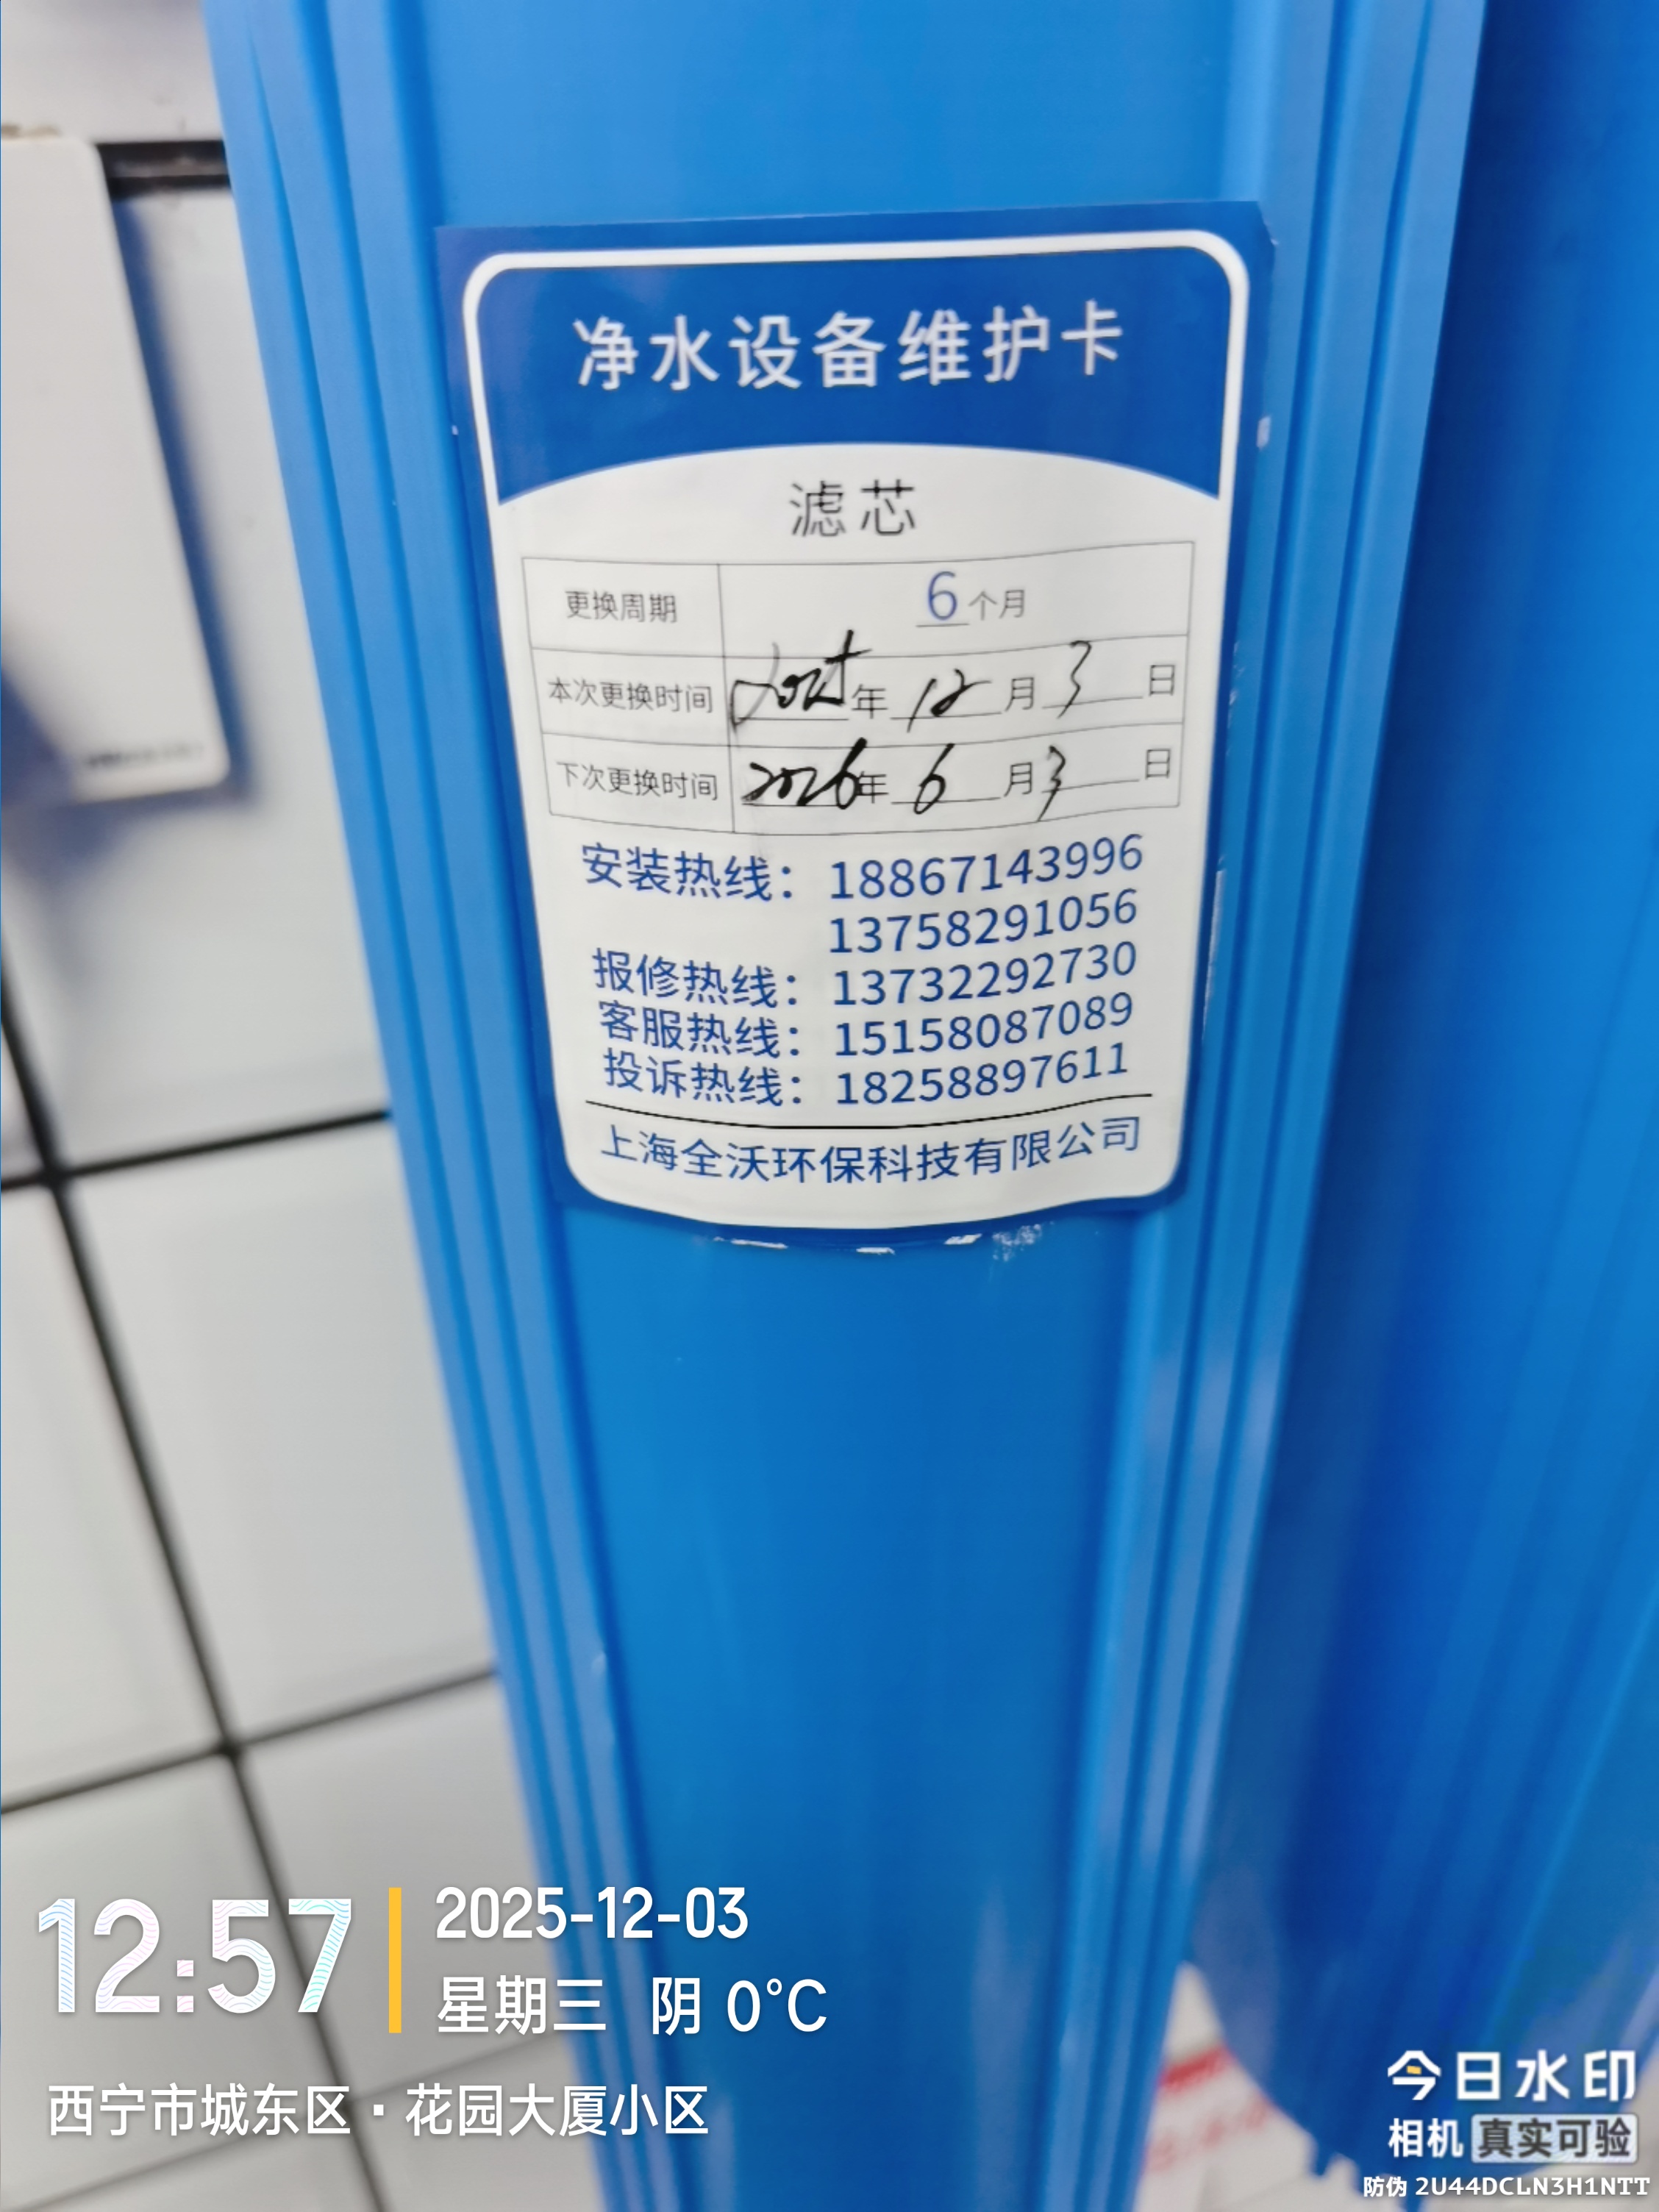 净水设备维护卡
滤芯
更换周期 6个月
本次更换时间 2025年12月3日
下次更换时间 2026年6月3日
安装热线：18867143996
13758291056
报修热线：13732292730
客服热线：15158087089
投诉热线：18258897611
上海全沃环保科技有限公司
12:57
2025-12-03
星期三 阴 0°C
西宁市城东区·花园大厦小区
今日水印
相机 真实可验
防伪 2U44DCLN3H1NTT